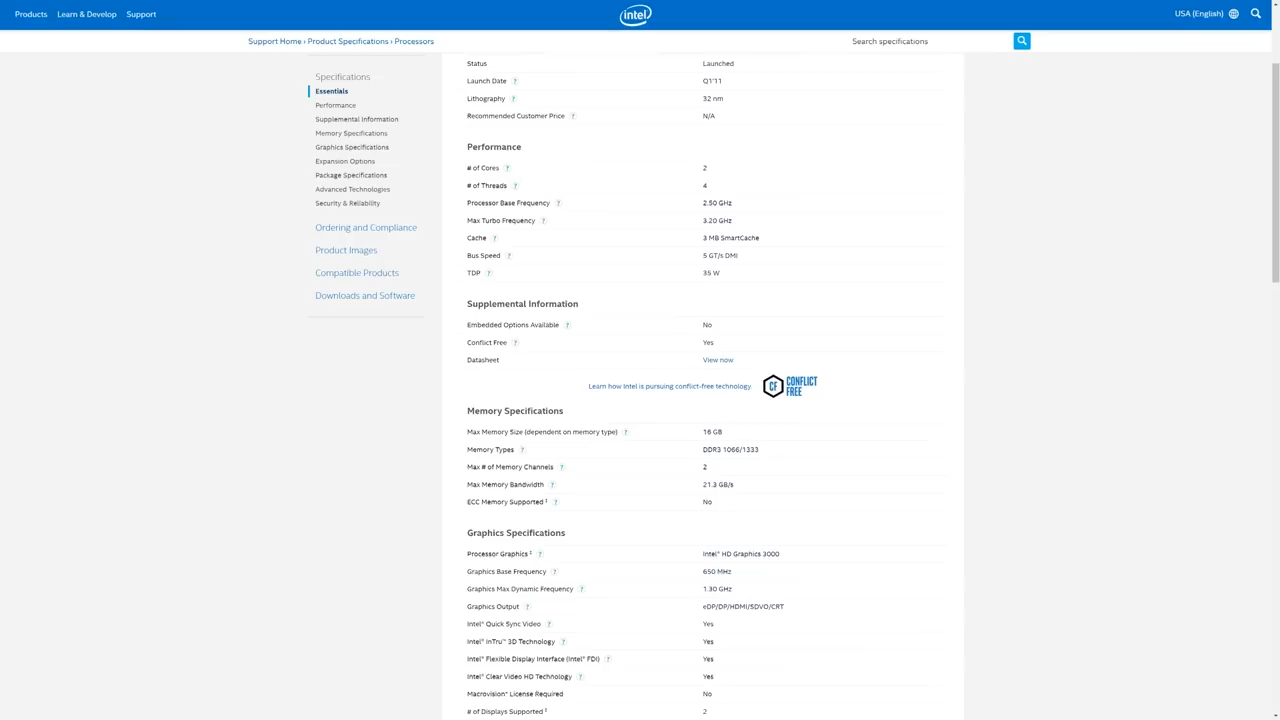 Products Learn & Develop Support intel USA (English)
Support Home › Product Specifications › Processors Search specifications
Specifications
Essentials
Performance
Supplemental Information
Memory Specifications
Graphics Specifications
Expansion Options
Package Specifications
Advanced Technologies
Security & Reliability
Ordering and Compliance
Product Images
Compatible Products
Downloads and Software
Status Launched
Launch Date ? Q1'11
Lithography ? 32 nm
Recommended Customer Price ? N/A
Performance
# of Cores ? 2
# of Threads ? 4
Processor Base Frequency ? 2.50 GHz
Max Turbo Frequency ? 3.20 GHz
Cache ? 3 MB SmartCache
Bus Speed ? 5 GT/s DMI
TDP ? 35 W
Supplemental Information
Embedded Options Available ? No
Conflict Free ? Yes
Datasheet View now
Learn how Intel is pursuing conflict-free technology. CF CONFLICT
FREE
Memory Specifications
Max Memory Size (dependent on memory type) ? 16 GB
Memory Types ? DDR3 1066/1333
Max # of Memory Channels ? 2
Max Memory Bandwidth ? 21.3 GB/s
ECC Memory Supported ‡ ? No
Graphics Specifications
Processor Graphics ‡ ? Intel® HD Graphics 3000
Graphics Base Frequency ? 650 MHz
Graphics Max Dynamic Frequency ? 1.30 GHz
Graphics Output ? eDP/DP/HDMI/SDVO/CRT
Intel® Quick Sync Video ? Yes
Intel® InTru™ 3D Technology ? Yes
Intel® Flexible Display Interface (Intel® FDI) ? Yes
Intel® Clear Video HD Technology ? Yes
Macrovision* License Required No
# of Displays Supported ‡ 2